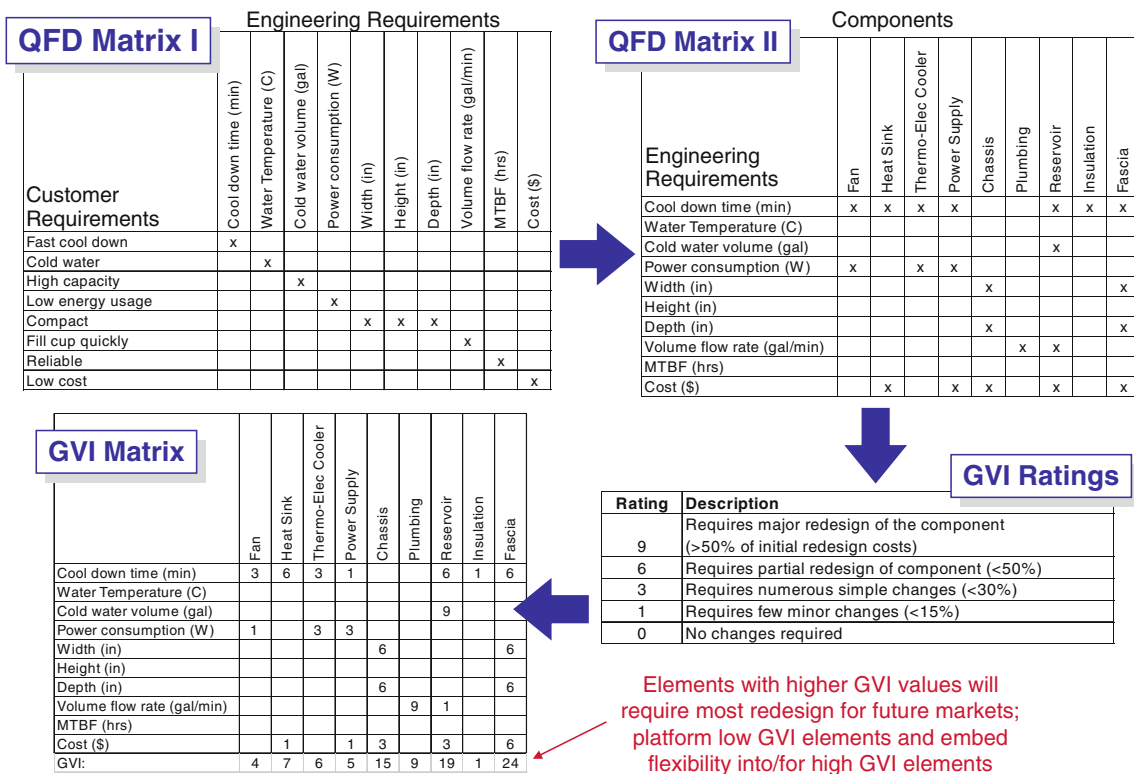 Engineering Requirements
QFD Matrix I
Customer
Requirements
Cool down time (min)
Water Temperature (C)
Cold water volume (gal)
Power consumption (W)
Width (in)
Height (in)
Depth (in)
Volume flow rate (gal/min)
MTBF (hrs)
Cost ($)
Fast cool down x
Cold water x
High capacity x
Low energy usage x
Compact x x x
Fill cup quickly x
Reliable x
Low cost x
Components
QFD Matrix II
Engineering
Requirements
Fan
Heat Sink
Thermo-Elec Cooler
Power Supply
Chassis
Plumbing
Reservoir
Insulation
Fascia
Cool down time (min) x x x x x x x
Water Temperature (C)
Cold water volume (gal) x
Power consumption (W) x x x
Width (in) x x
Height (in)
Depth (in) x x
Volume flow rate (gal/min) x x
MTBF (hrs)
Cost ($) x x x x x
GVI Matrix
Fan
Heat Sink
Thermo-Elec Cooler
Power Supply
Chassis
Plumbing
Reservoir
Insulation
Fascia
Cool down time (min) 3 6 3 1 6 1 6
Water Temperature (C)
Cold water volume (gal) 9
Power consumption (W) 1 3 3
Width (in) 6 6
Height (in)
Depth (in) 6 6
Volume flow rate (gal/min) 9 1
MTBF (hrs)
Cost ($) 1 1 3 3 6
GVI: 4 7 6 5 15 9 19 1 24
GVI Ratings
Rating Description
Requires major redesign of the component
9 (>50% of initial redesign costs)
6 Requires partial redesign of component (<50%)
3 Requires numerous simple changes (<30%)
1 Requires few minor changes (<15%)
0 No changes required
Elements with higher GVI values will
require most redesign for future markets;
platform low GVI elements and embed
flexibility into/for high GVI elements